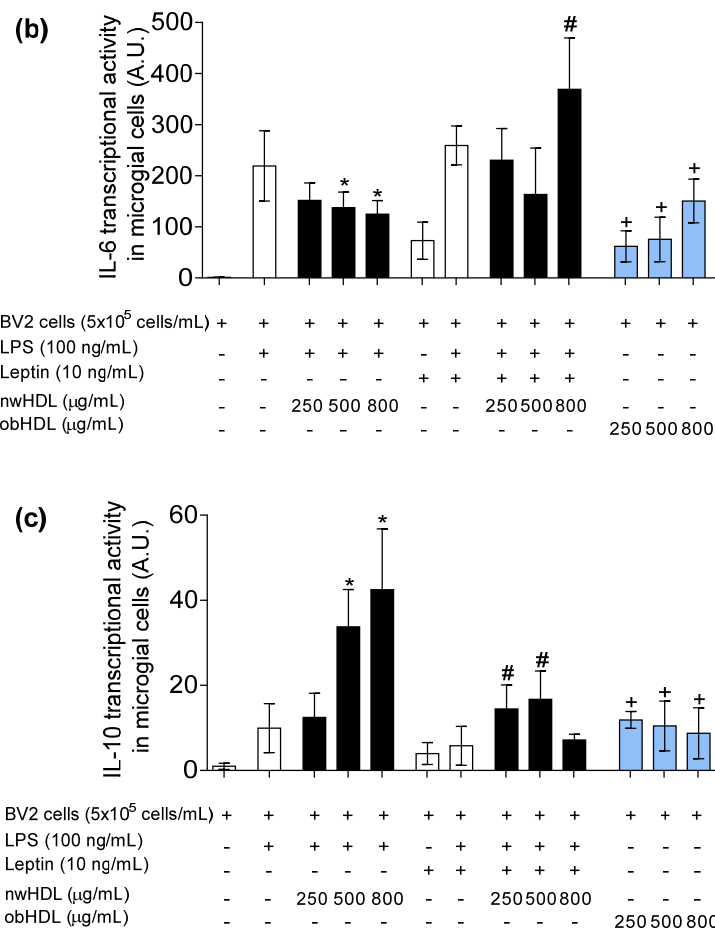 (b)
IL-6 transcriptional activity
in microgial cells (A.U.)
500
400
300
200
100
0
* * # + + +
BV2 cells (5x10⁵ cells/mL) + + + + + + + + + + + + +
LPS (100 ng/mL) - + + + + - + + + + - - -
Leptin (10 ng/mL) - - - - - + + + + + - - -
nwHDL (μg/mL) - - 250 500 800 - - 250 500 800 - - -
obHDL (μg/mL) - - - - - - - - - - 250 500 800
(c)
IL-10 transcriptional activity
in microgial cells (A.U.)
60
40
20
0
* * # # + + +
BV2 cells (5x10⁵ cells/mL) + + + + + + + + + + + + +
LPS (100 ng/mL) - + + + + - + + + + - - -
Leptin (10 ng/mL) - - - - - + + + + + - - -
nwHDL (μg/mL) - - 250 500 800 - - 250 500 800 - - -
obHDL (μg/mL) - - - - - - - - - - 250 500 800